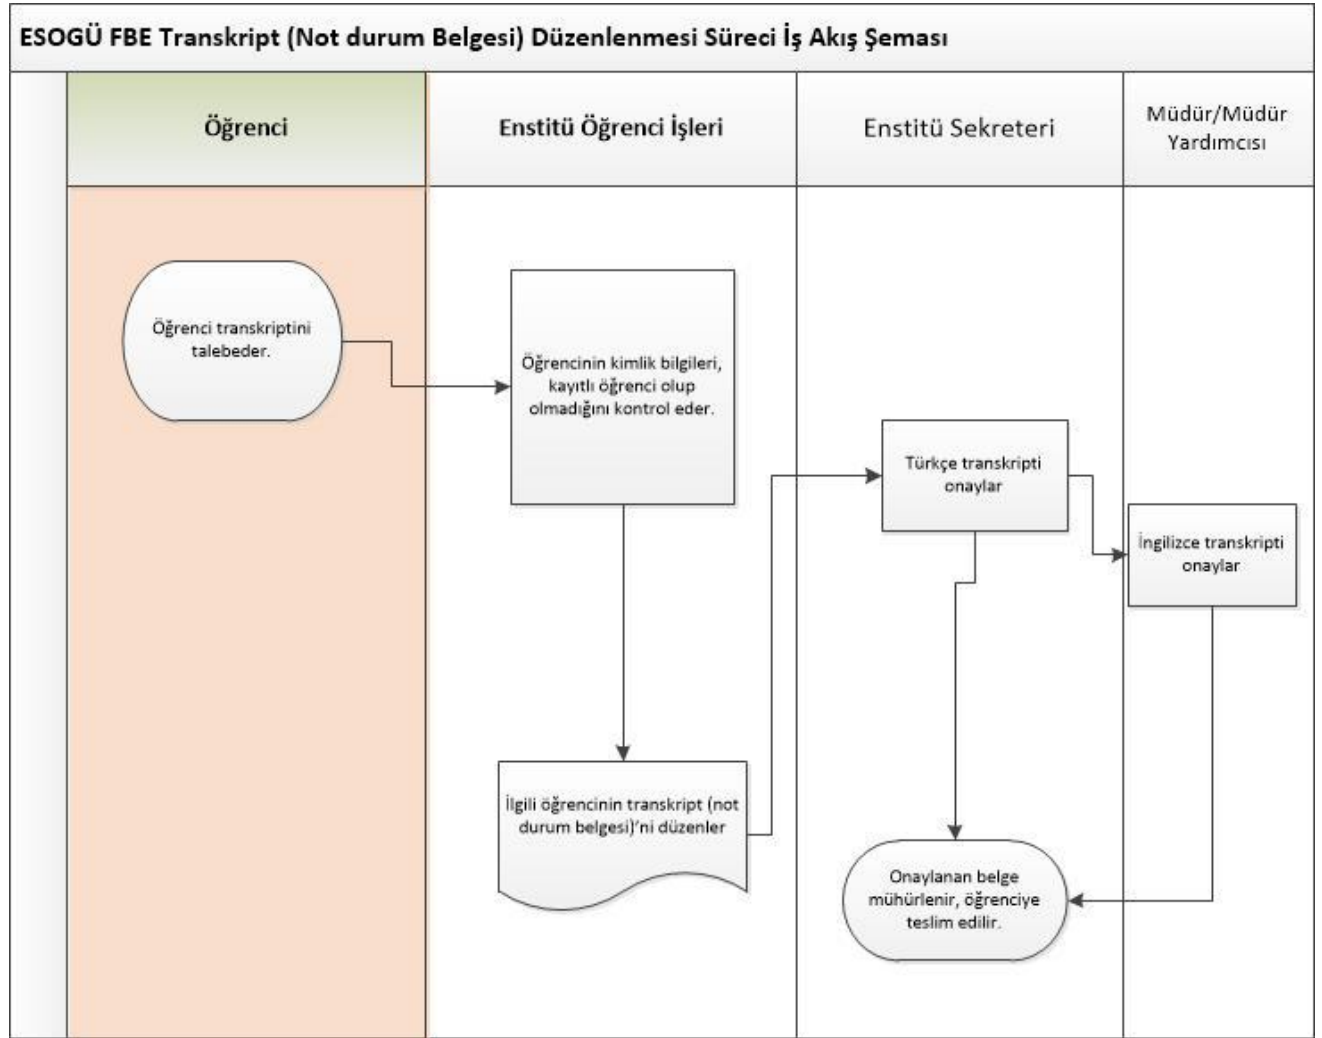 ESOGÜ FBE Transkript (Not durum Belgesi) Düzenlenmesi Süreci İş Akış Şeması
Öğrenci
Enstitü Öğrenci İşleri
Enstitü Sekreteri
Müdür/Müdür
Yardımcısı
Öğrenci transkriptini
talebeder.
Öğrencinin kimlik bilgileri,
kayıtlı öğrenci olup
olmadığını kontrol eder.
Türkçe transkripti
onaylar
İngilizce transkripti
onaylar
İlgili öğrencinin transkript (not
durum belgesi)’ni düzenler
Onaylanan belge
mühürlenir, öğrenciye
teslim edilir.